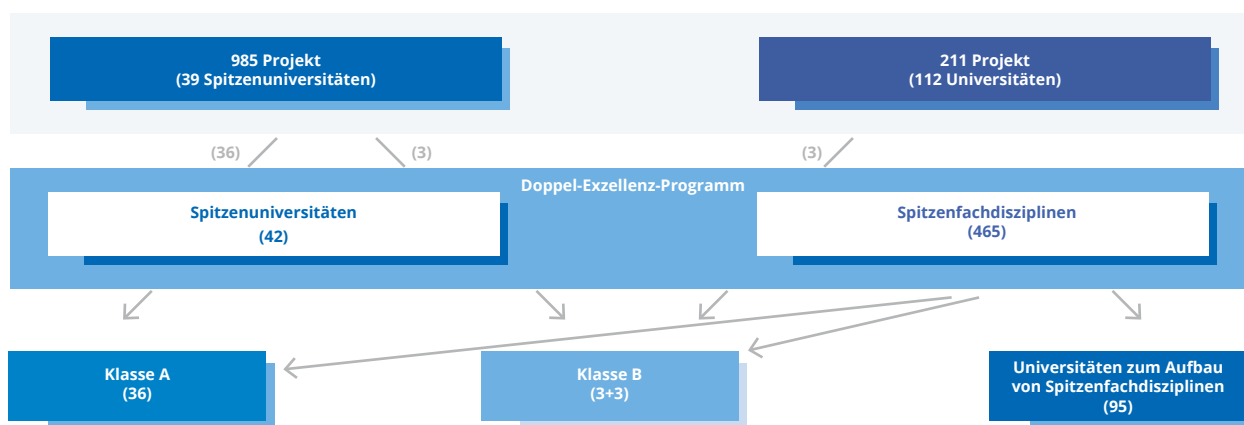 985 Projekt
(39 Spitzenuniversitäten)
211 Projekt
(112 Universitäten)
(36)
(3)
(3)
Doppel-Exzellenz-Programm
Spitzenuniversitäten
(42)
Spitzenfachdisziplinen
(465)
Klasse A
(36)
Klasse B
(3+3)
Universitäten zum Aufbau
von Spitzenfachdisziplinen
(95)